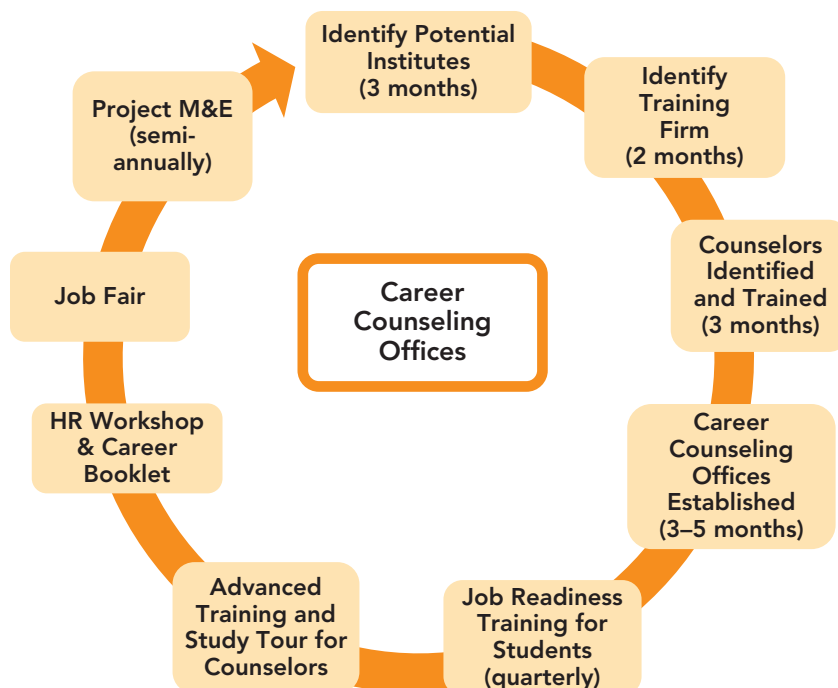 Identify Potential
Institutes
(3 months)
Identify
Training
Firm
(2 months)
Counselors
Identified
and Trained
(3 months)
Career
Counseling
Offices
Established
(3–5 months)
Job Readiness
Training for
Students
(quarterly)
Advanced
Training and
Study Tour for
Counselors
HR Workshop
& Career
Booklet
Job Fair
Project M&E
(semi-
annually)
Career
Counseling
Offices